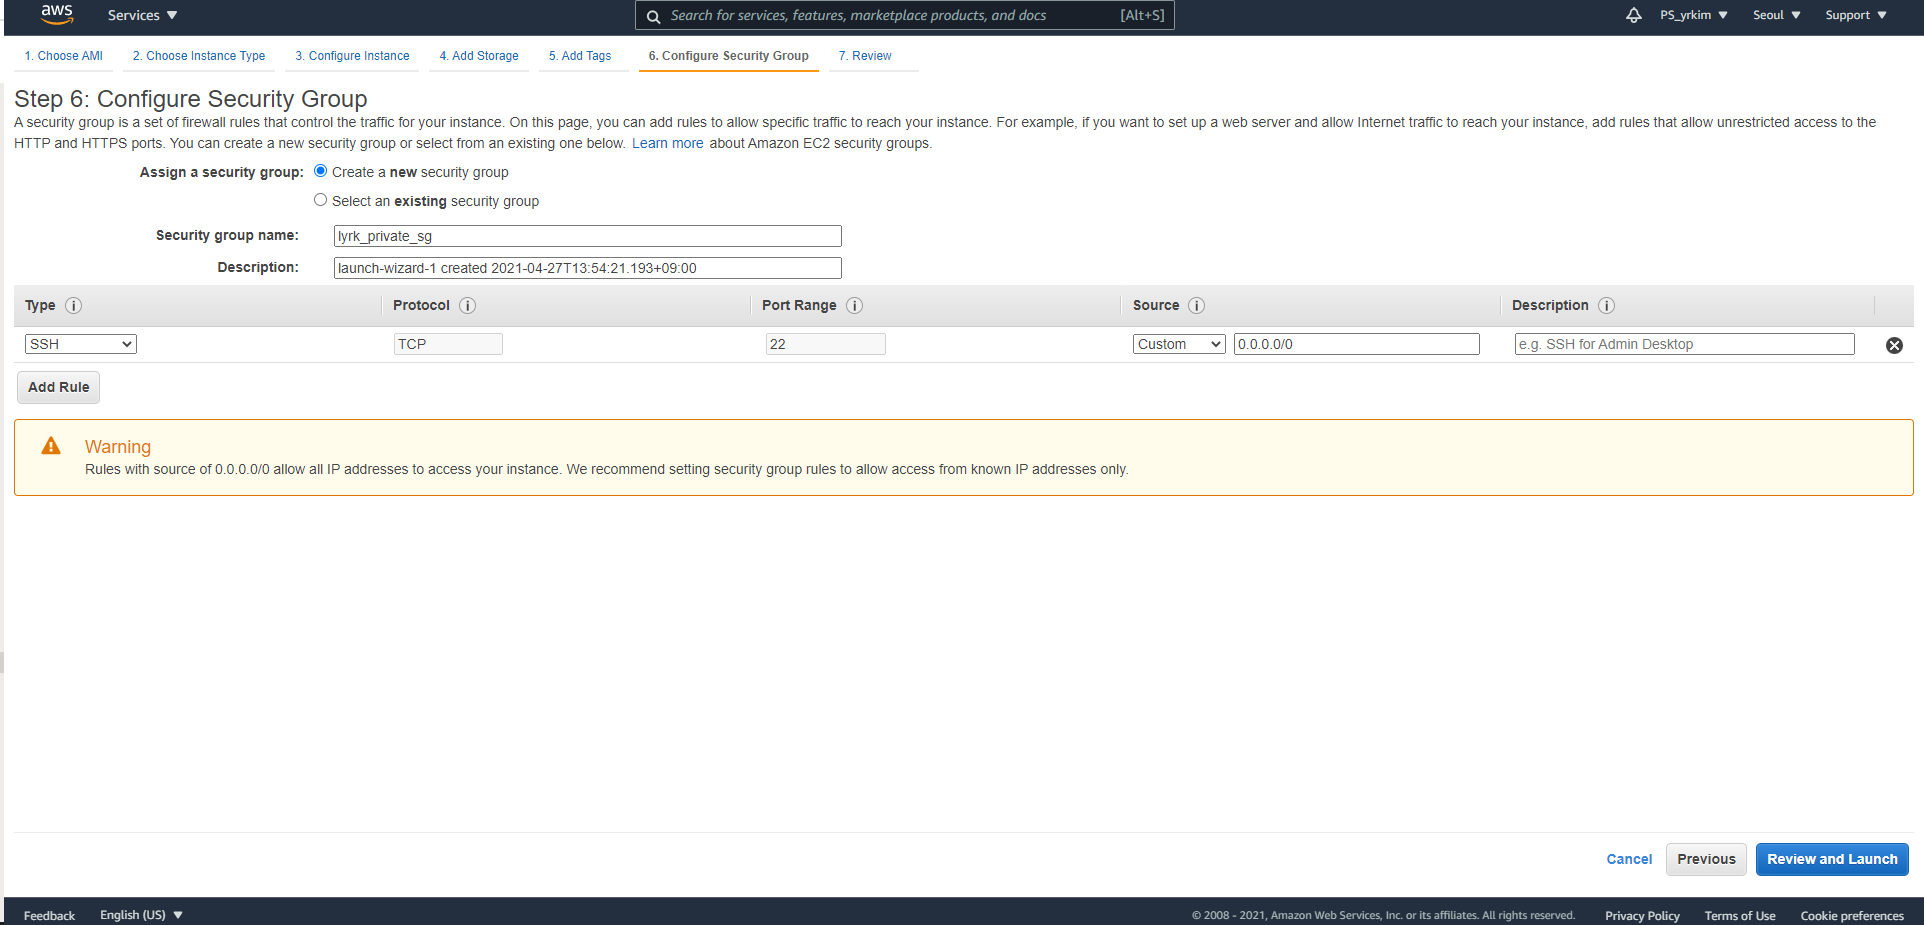 aws Services Search for services, features, marketplace products, and docs [Alt+S] PS_yrkim Seoul Support
1. Choose AMI 2. Choose Instance Type 3. Configure Instance 4. Add Storage 5. Add Tags 6. Configure Security Group 7. Review
Step 6: Configure Security Group
A security group is a set of firewall rules that control the traffic for your instance. On this page, you can add rules to allow specific traffic to reach your instance. For example, if you want to set up a web server and allow Internet traffic to reach your instance, add rules that allow unrestricted access to the
HTTP and HTTPS ports. You can create a new security group or select from an existing one below. Learn more about Amazon EC2 security groups.
Assign a security group: Create a new security group
Select an existing security group
Security group name: lyrk_private_sg
Description: launch-wizard-1 created 2021-04-27T13:54:21.193+09:00
Type i Protocol i Port Range i Source i Description i
SSH TCP 22 Custom 0.0.0.0/0 e.g. SSH for Admin Desktop
Add Rule
Warning
Rules with source of 0.0.0.0/0 allow all IP addresses to access your instance. We recommend setting security group rules to allow access from known IP addresses only.
Cancel Previous Review and Launch
Feedback English (US) © 2008 - 2021, Amazon Web Services, Inc. or its affiliates. All rights reserved. Privacy Policy Terms of Use Cookie preferences